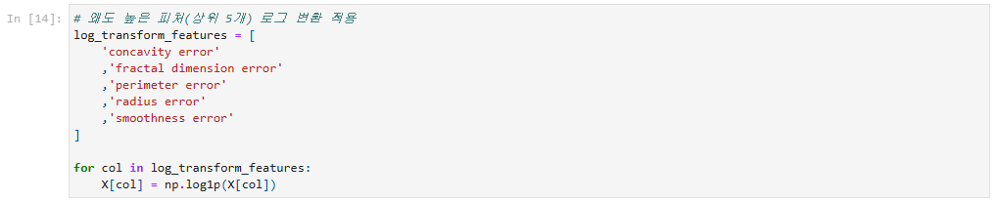 In [14]:
# 왜도 높은 피처(상위 5개) 로그 변환 적용
log_transform_features = [
    'concavity error'
    ,'fractal dimension error'
    ,'perimeter error'
    ,'radius error'
    ,'smoothness error'
]

for col in log_transform_features:
    X[col] = np.log1p(X[col])